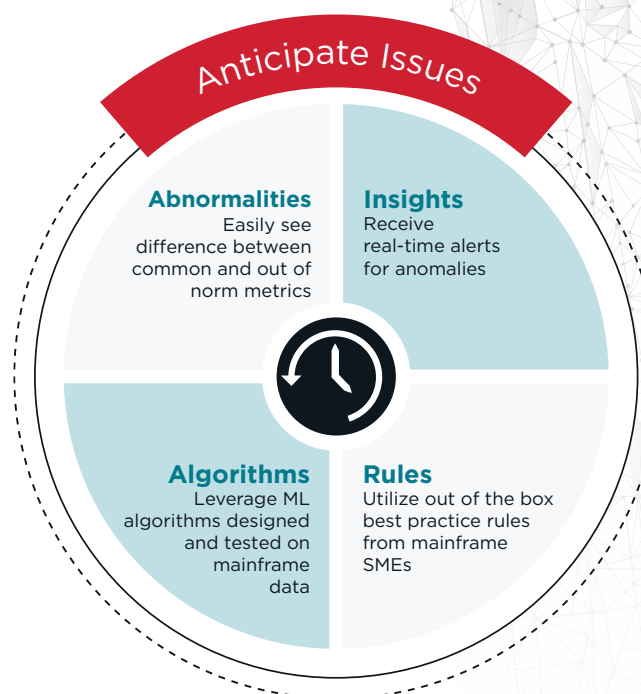 Anticipate Issues
Abnormalities
Easily see
difference between
common and out of
norm metrics
Insights
Receive
real-time alerts
for anomalies
Algorithms
Leverage ML
algorithms designed
and tested on
mainframe
data
Rules
Utilize out of the box
best practice rules
from mainframe
SMEs